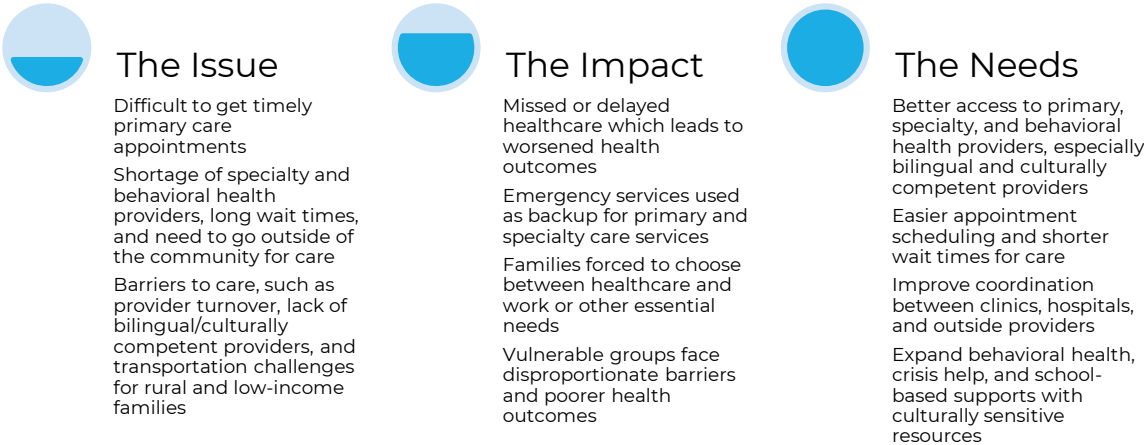 The Issue
Difficult to get timely
primary care
appointments
Shortage of specialty and
behavioral health
providers, long wait times,
and need to go outside of
the community for care
Barriers to care, such as
provider turnover, lack of
bilingual/culturally
competent providers, and
transportation challenges
for rural and low-income
families
The Impact
Missed or delayed
healthcare which leads to
worsened health
outcomes
Emergency services used
as backup for primary and
specialty care services
Families forced to choose
between healthcare and
work or other essential
needs
Vulnerable groups face
disproportionate barriers
and poorer health
outcomes
The Needs
Better access to primary,
specialty, and behavioral
health providers, especially
bilingual and culturally
competent providers
Easier appointment
scheduling and shorter
wait times for care
Improve coordination
between clinics, hospitals,
and outside providers
Expand behavioral health,
crisis help, and school-
based supports with
culturally sensitive
resources